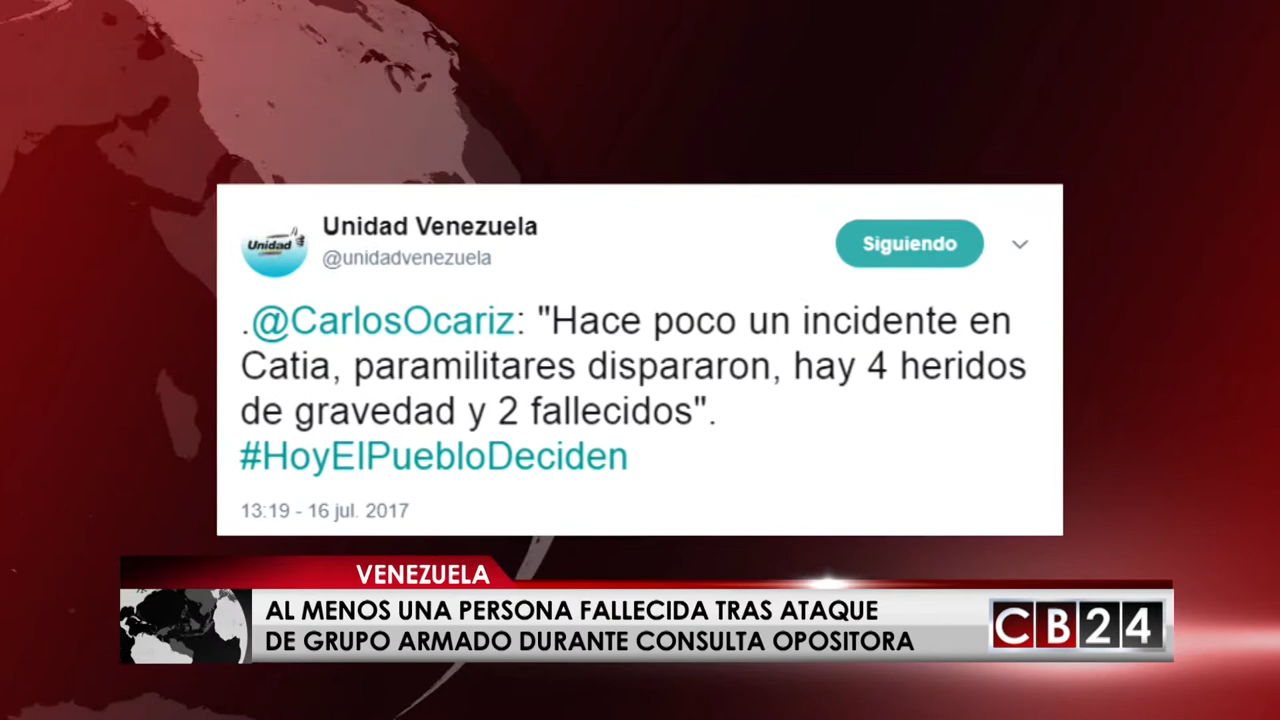 Unidad
Unidad Venezuela
@unidadvenezuela
Siguiendo
.@CarlosOcariz: "Hace poco un incidente en
Catia, paramilitares dispararon, hay 4 heridos
de gravedad y 2 fallecidos".
#HoyElPuebloDeciden
13:19 - 16 jul. 2017
VENEZUELA
AL MENOS UNA PERSONA FALLECIDA TRAS ATAQUE
DE GRUPO ARMADO DURANTE CONSULTA OPOSITORA
CB24